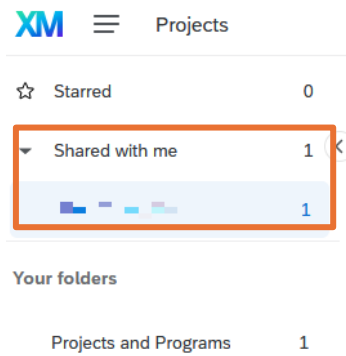 XM Projects
Starred 0
Shared with me 1
1
Your folders
Projects and Programs 1